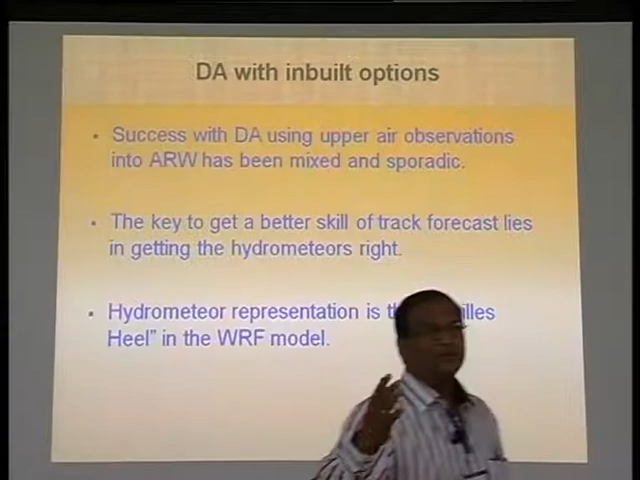 DA with inbuilt options
• Success with DA using upper air observations
into ARW has been mixed and sporadic.
• The key to get a better skill of track forecast lies
in getting the hydrometeors right.
• Hydrometeor representation is
Heel” in the WRF model.